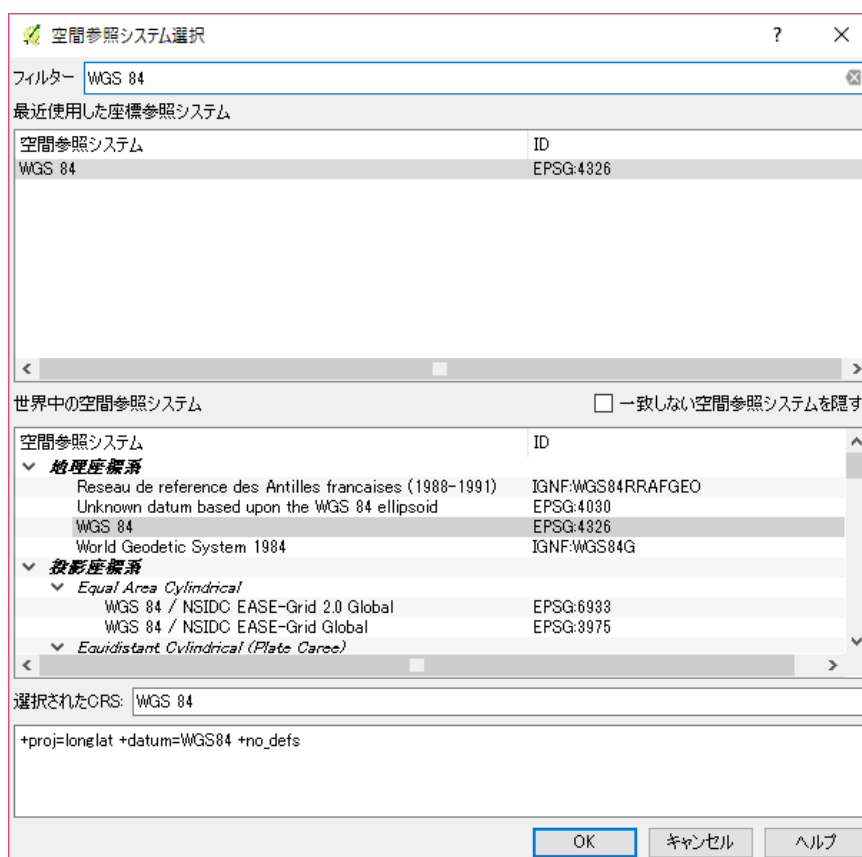 空間参照システム選択
フィルター WGS 84
最近使用した座標参照システム
空間参照システム ID
WGS 84 EPSG:4326
世界中の空間参照システム 一致しない空間参照システムを隠す
空間参照システム ID
地理座標系
Reseau de reference des Antilles francaises (1988-1991) IGNF:WGS84RRAFGEO
Unknown datum based upon the WGS 84 ellipsoid EPSG:4030
WGS 84 EPSG:4326
World Geodetic System 1984 IGNF:WGS84G
投影座標系
Equal Area Cylindrical
WGS 84 / NSIDC EASE-Grid 2.0 Global EPSG:6933
WGS 84 / NSIDC EASE-Grid Global EPSG:3975
Equidistant Cylindrical (Plate Caree)
選択されたCRS: WGS 84
+proj=longlat +datum=WGS84 +no_defs
OK キャンセル ヘルプ